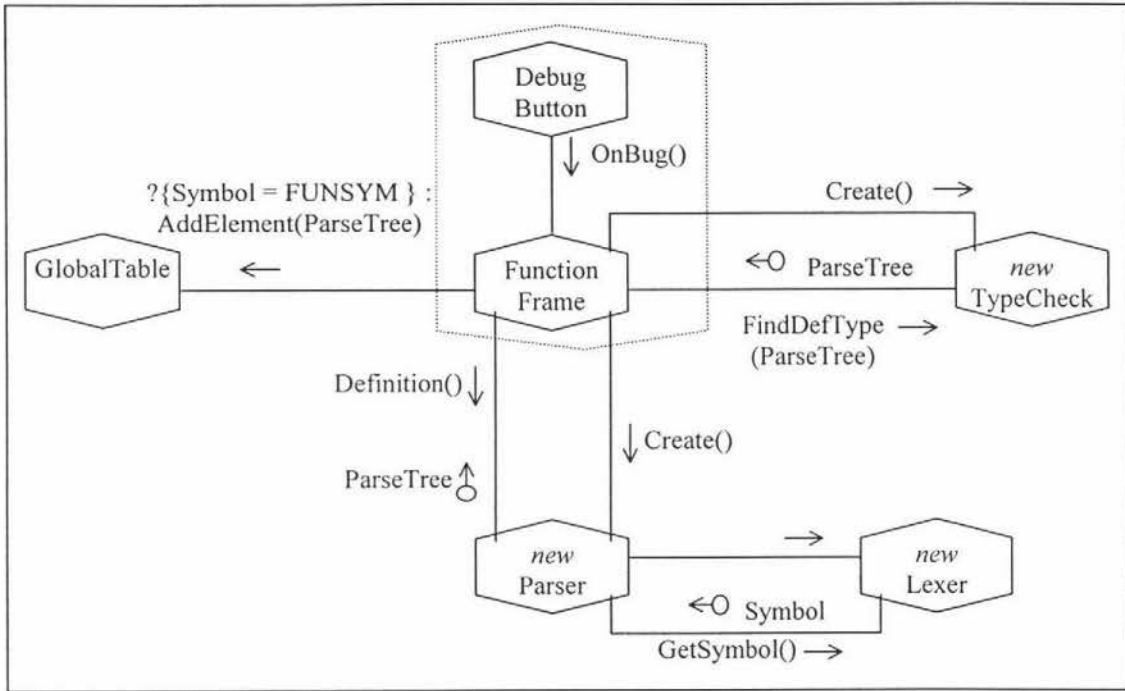 Debug
Button
OnBug()
?{Symbol = FUNSYM } :
AddElement(ParseTree)
Create()
GlobalTable
Function
Frame
ParseTree
new
TypeCheck
FindDefType
(ParseTree)
Definition()
Create()
ParseTree
new
Parser
new
Lexer
Symbol
GetSymbol()